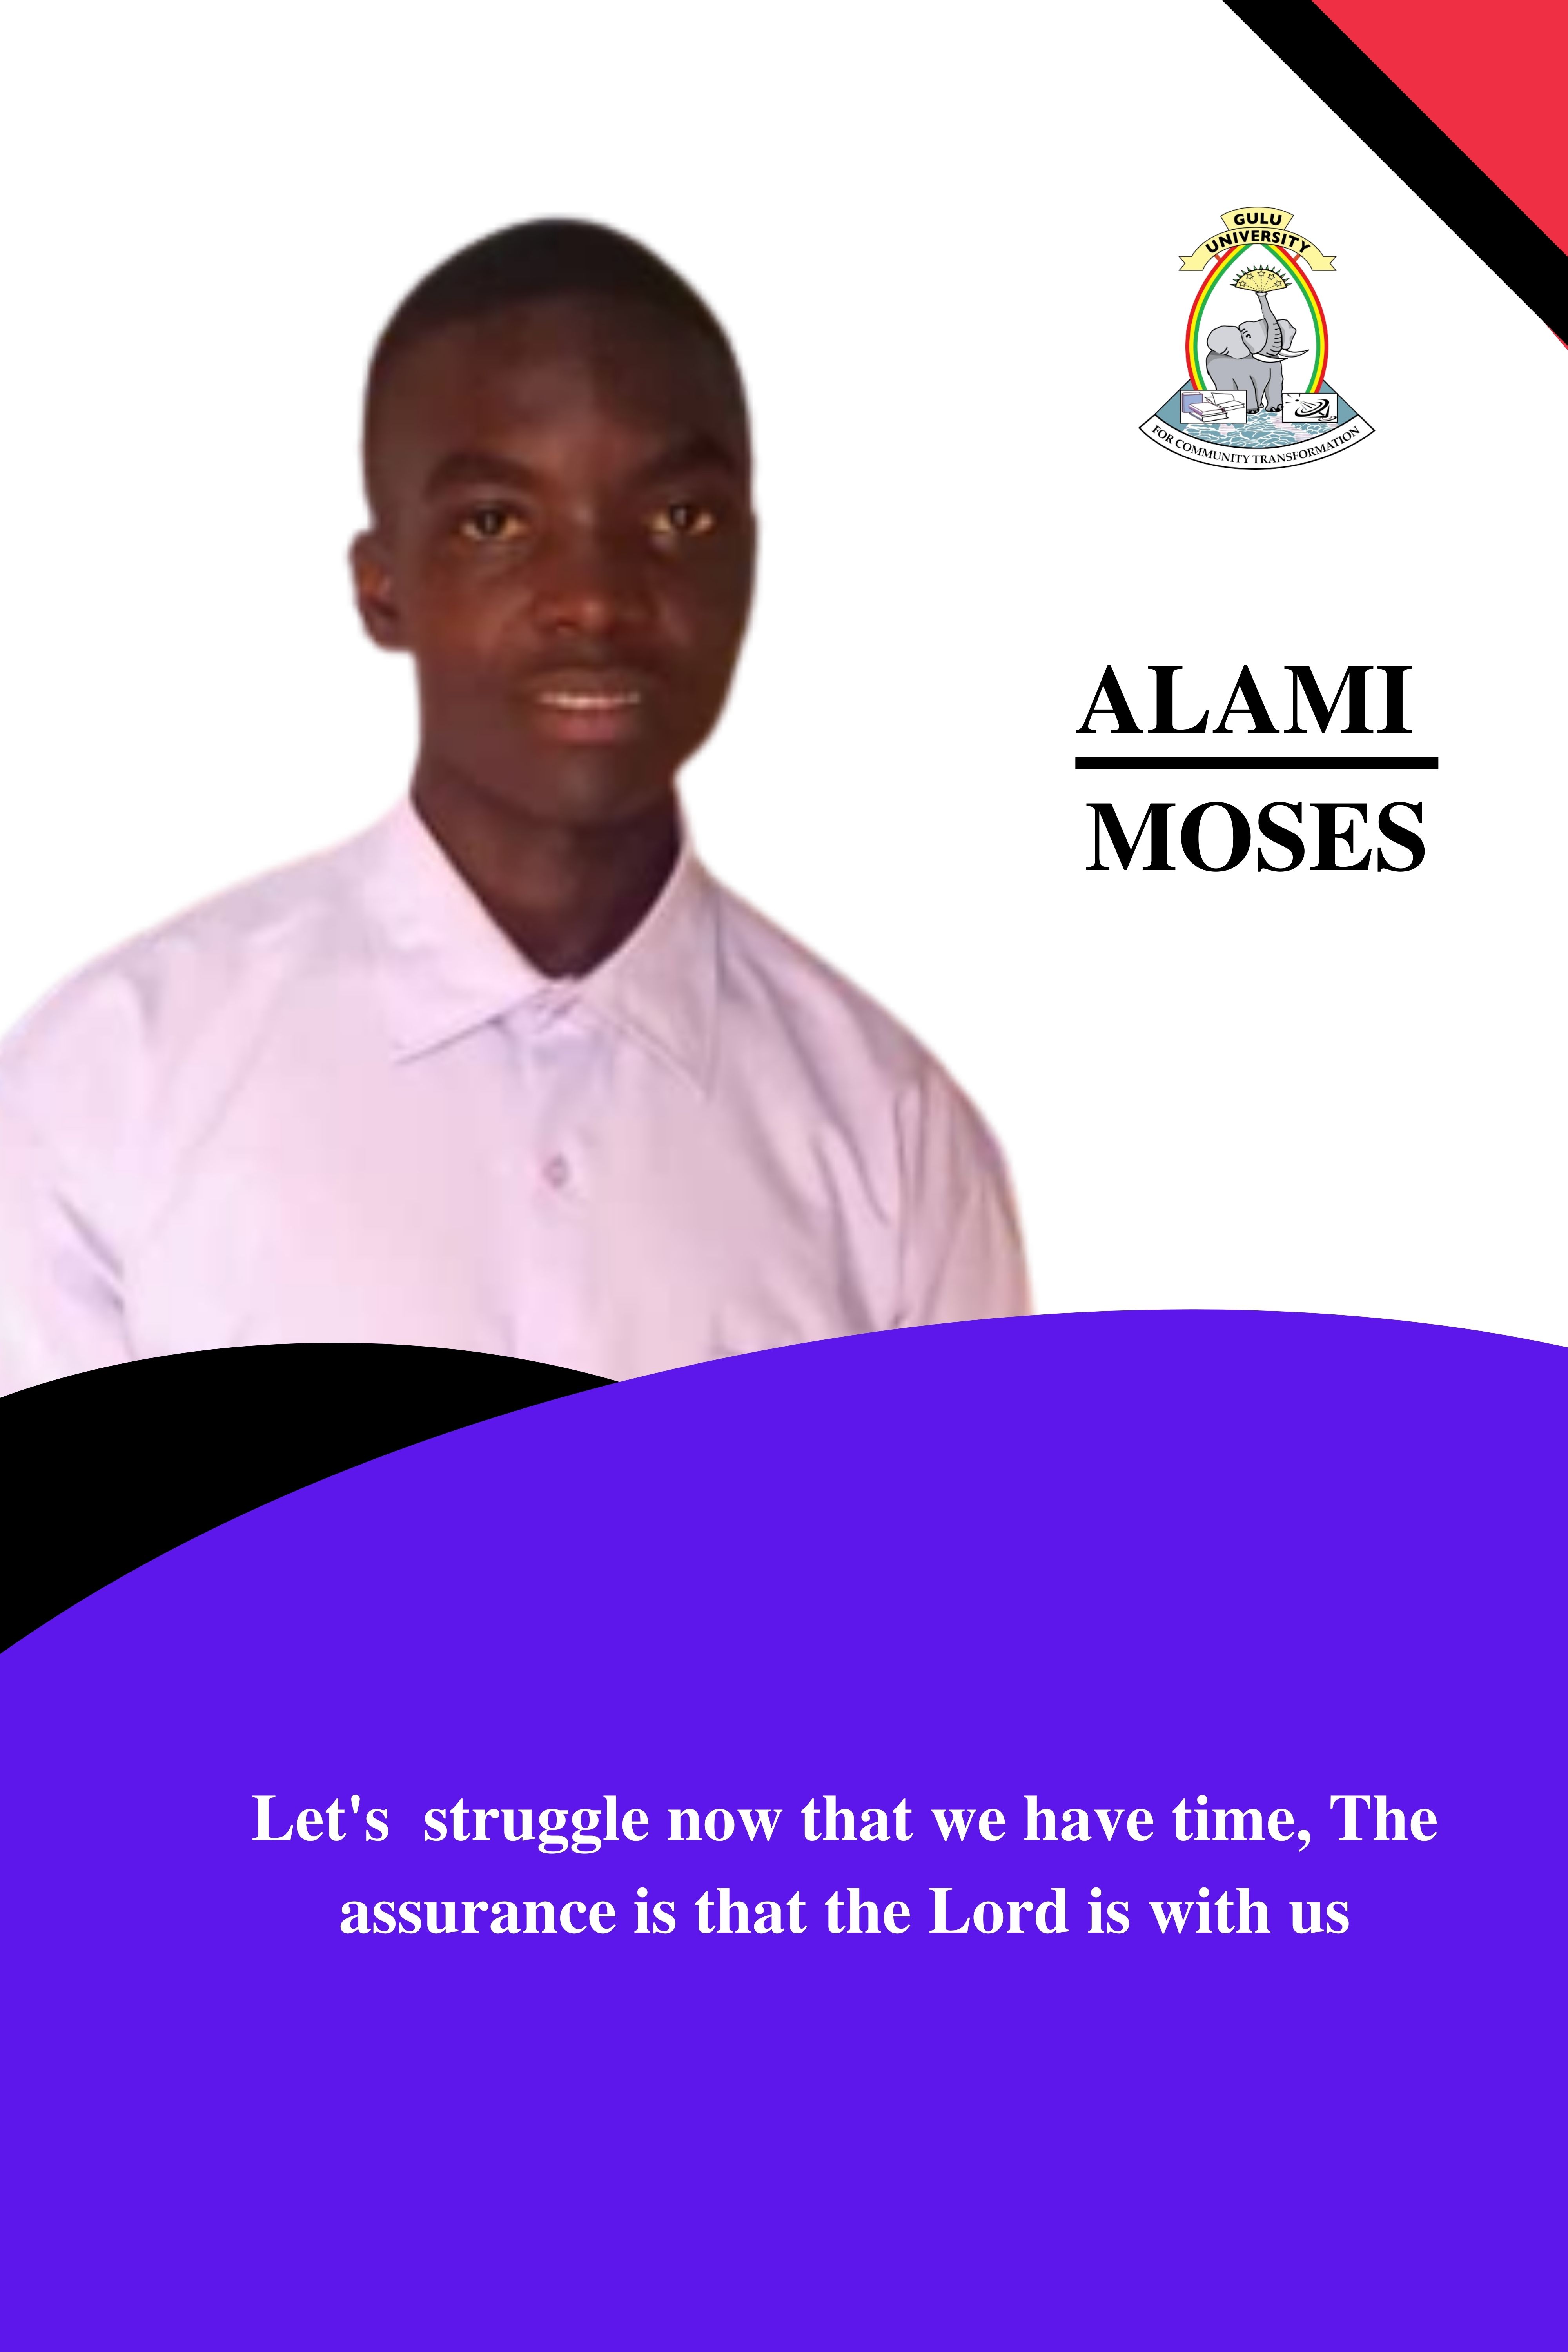 GULU
UNIVERSITY
FOR COMMUNITY TRANSFORMATION
ALAMI
MOSES
Let's  struggle now that we have time, The
assurance is that the Lord is with us